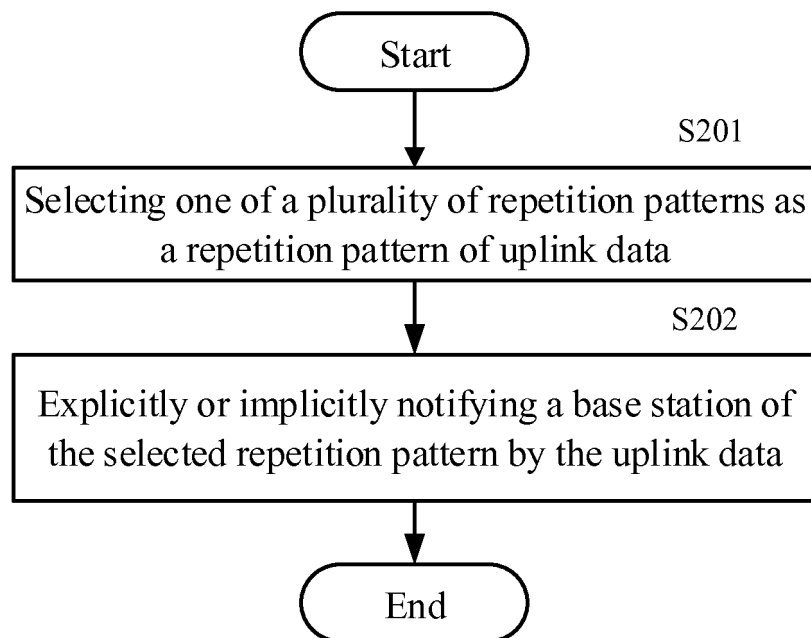 Start
S201
Selecting one of a plurality of repetition patterns as
a repetition pattern of uplink data
S202
Explicitly or implicitly notifying a base station of
the selected repetition pattern by the uplink data
End